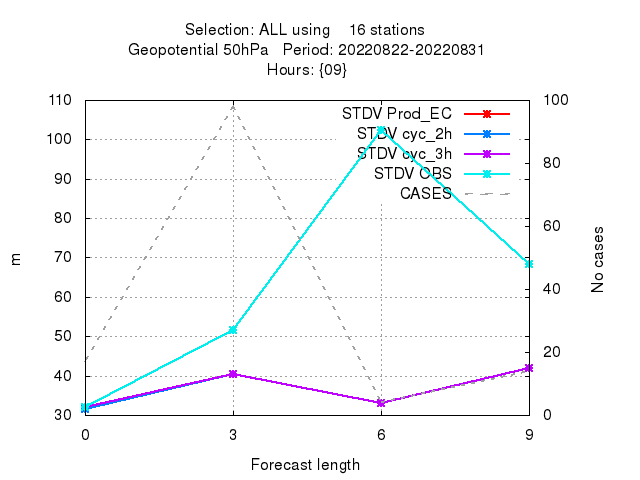 Selection: ALL using 16 stations
Geopotential 50hPa Period: 20220822-20220831
Hours: {09}
110
100
90
80
70
60
50
40
30
m
STDV Prod_EC
STDV cyc_2h
STDV cyc_3h
STDV OBS
CASES
100
80
60
40
20
0
No cases
0 3 6 9
Forecast length